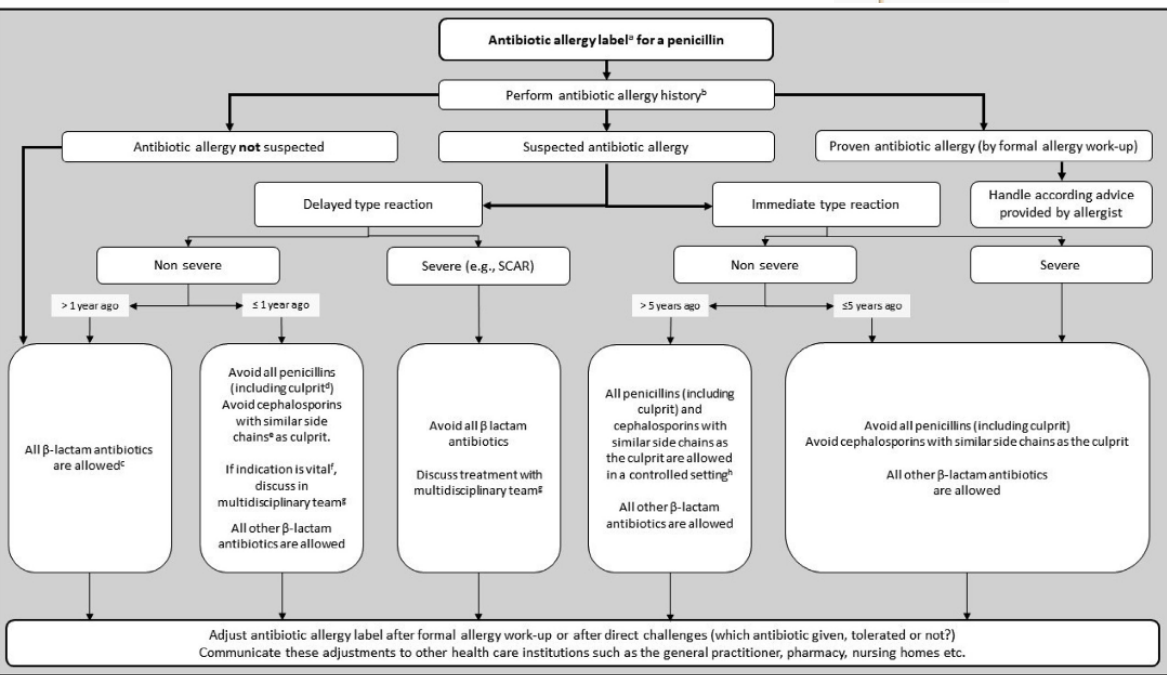 Antibiotic allergy labelᵃ for a penicillin
Perform antibiotic allergy historyᵇ
Antibiotic allergy not suspected
Suspected antibiotic allergy
Proven antibiotic allergy (by formal allergy work-up)
Delayed type reaction
Immediate type reaction
Handle according advice
provided by allergist
Non severe
Severe (e.g., SCAR)
Non severe
Severe
> 1 year ago
≤ 1 year ago
> 5 years ago
≤5 years ago
All β-lactam antibiotics
are allowedᶜ
Avoid all penicillins
(including culpritᵈ)
Avoid cephalosporins
with similar side
chainsᵉ as culprit.
If indication is vitalᶠ,
discuss in
multidisciplinary teamᵍ
All other β-lactam
antibiotics are allowed
Avoid all β lactam
antibiotics
Discuss treatment with
multidisciplinary teamᵍ
All penicillins (including
culprit) and
cephalosporins with
similar side chains as
the culprit are allowed
in a controlled settingʰ
All other β-lactam
antibiotics are allowed
Avoid all penicillins (including culprit)
Avoid cephalosporins with similar side chains as the culprit
All other β-lactam antibiotics
are allowed
Adjust antibiotic allergy label after formal allergy work-up or after direct challenges (which antibiotic given, tolerated or not?)
Communicate these adjustments to other health care institutions such as the general practitioner, pharmacy, nursing homes etc.